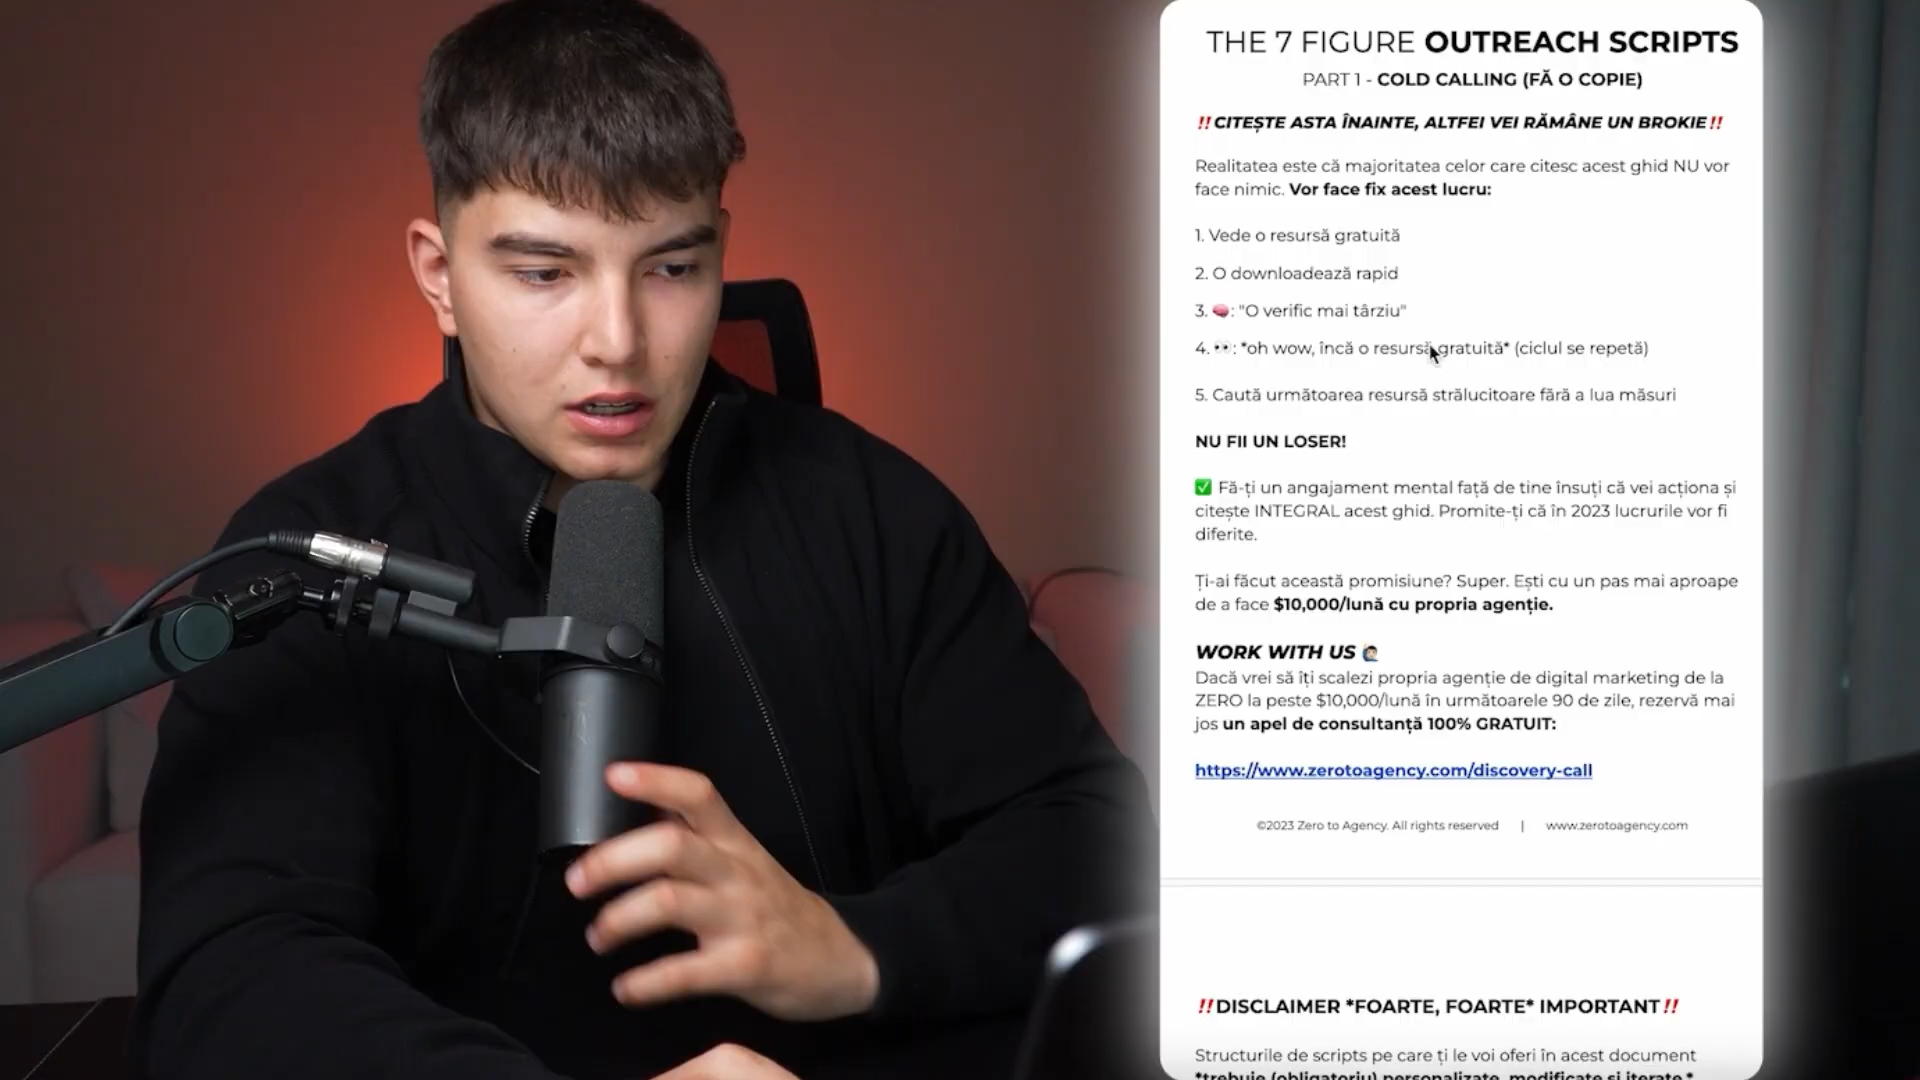 THE 7 FIGURE OUTREACH SCRIPTS
PART 1 - COLD CALLING (FĂ O COPIE)
‼️CITEȘTE ASTA ÎNAINTE, ALTFEI VEI RĂMÂNE UN BROKIE‼️
Realitatea este că majoritatea celor care citesc acest ghid NU vor
face nimic. Vor face fix acest lucru:
1. Vede o resursă gratuită
2. O downloadează rapid
3. 🧠: "O verific mai târziu"
4. 👀: *oh wow, încă o resursă gratuită* (ciclul se repetă)
5. Caută următoarea resursă strălucitoare fără a lua măsuri
NU FII UN LOSER!
✅ Fă-ți un angajament mental față de tine însuți că vei acționa și
citește INTEGRAL acest ghid. Promite-ți că în 2023 lucrurile vor fi
diferite.
Ți-ai făcut această promisiune? Super. Ești cu un pas mai aproape
de a face $10,000/lună cu propria agenție.
WORK WITH US 🙋🏻‍♂️
Dacă vrei să îți scalezi propria agenție de digital marketing de la
ZERO la peste $10,000/lună în următoarele 90 de zile, rezervă mai
jos un apel de consultanță 100% GRATUIT:
https://www.zerotoagency.com/discovery-call
©2023 Zero to Agency. All rights reserved | www.zerotoagency.com
‼️DISCLAIMER *FOARTE, FOARTE* IMPORTANT‼️
Structurile de scripts pe care ți le voi oferi în acest document
*trebuie (obligatoriu) personalizate, modificate și iterate.*